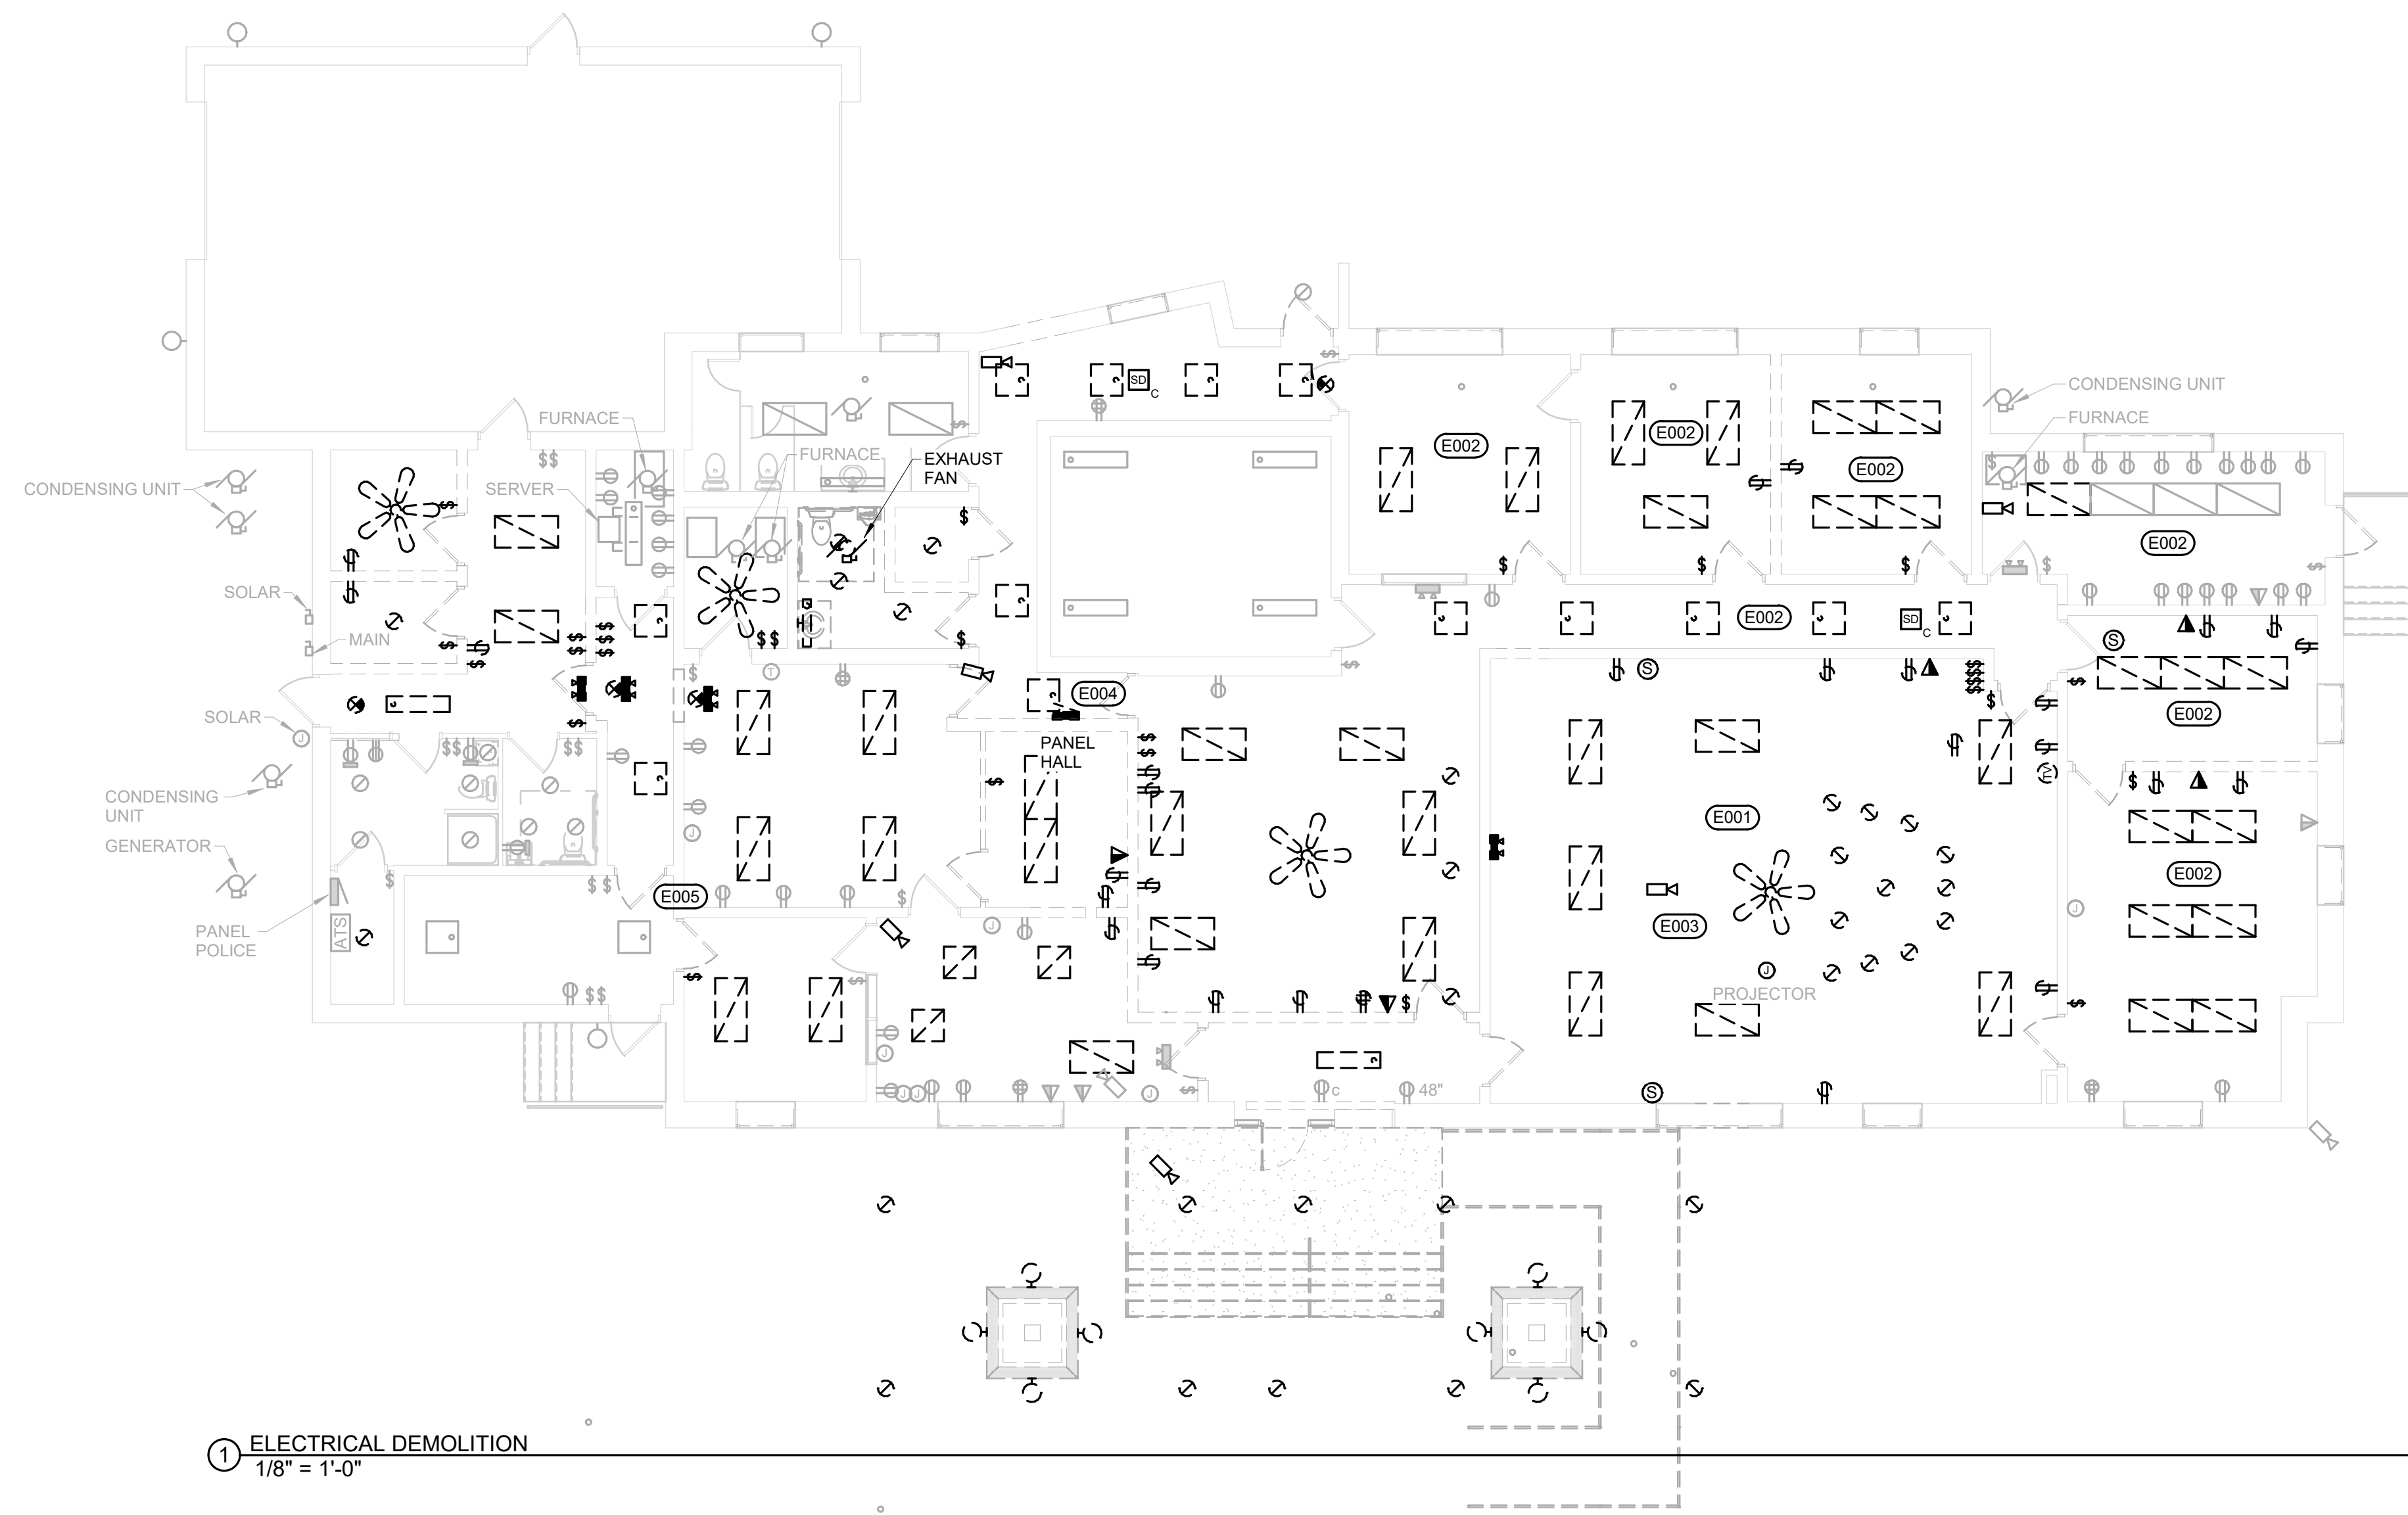 CONDENSING UNIT
FURNACE
FURNACE
FURNACE
SD
C
EXHAUST
FAN
E002
E002
E002
CONDENSING UNIT
SERVER
$$
$
$
$
E002
SOLAR
$
$
$
E002
SD
C
MAIN
S
S
$$
T
SOLAR
J
E004
E002
PANEL
HALL
$$
$$
CONDENSING
UNIT
TV
$
E001
J
GENERATOR
E002
$
$$
E005
$
PANEL
POLICE
ATS
J
E003
J
J
PROJECTOR
$$
$
J
J
J
J
C
48"
S
1
ELECTRICAL DEMOLITION
1/8" = 1'-0"